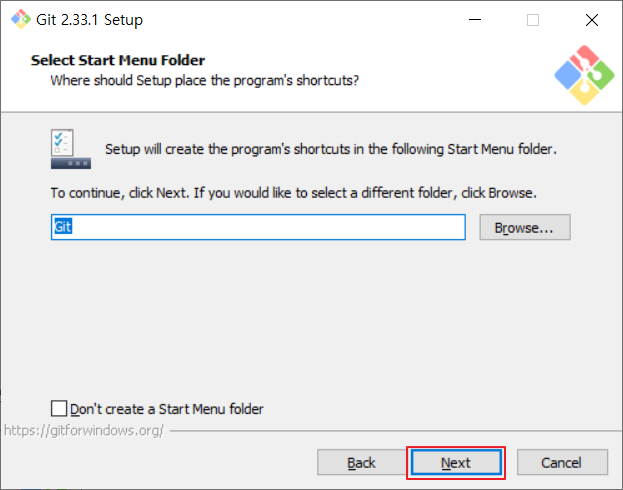 Git 2.33.1 Setup
Select Start Menu Folder
Where should Setup place the program's shortcuts?
Setup will create the program's shortcuts in the following Start Menu folder.
To continue, click Next. If you would like to select a different folder, click Browse.
Git
Browse...
Don't create a Start Menu folder
https://gitforwindows.org/
Back
Next
Cancel